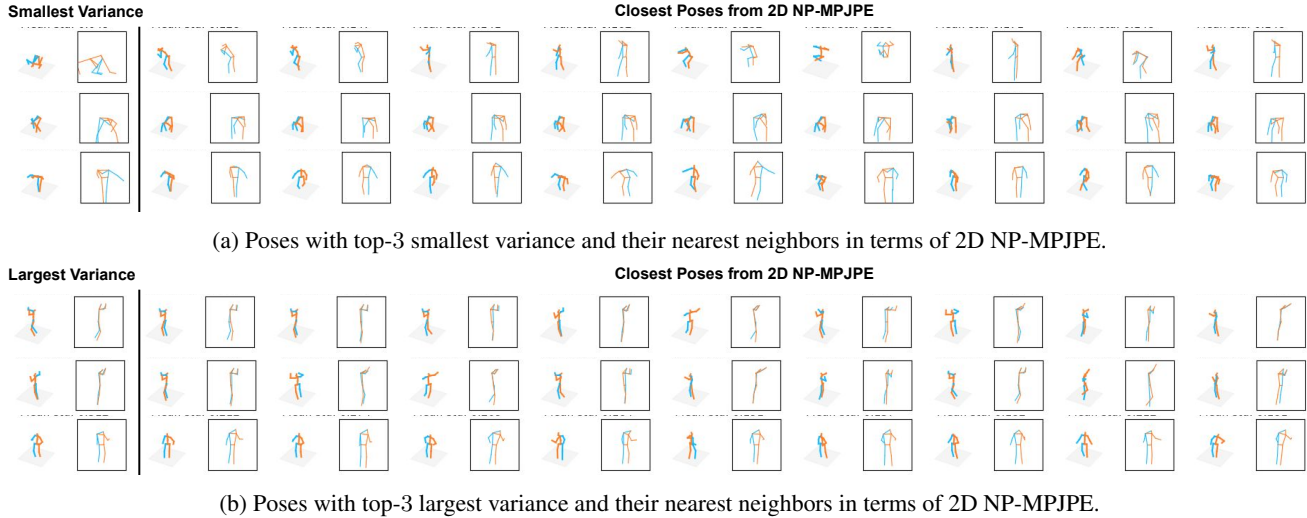 Smallest Variance
Closest Poses from 2D NP-MPJPE
(a) Poses with top-3 smallest variance and their nearest neighbors in terms of 2D NP-MPJPE.
Largest Variance
Closest Poses from 2D NP-MPJPE
(b) Poses with top-3 largest variance and their nearest neighbors in terms of 2D NP-MPJPE.